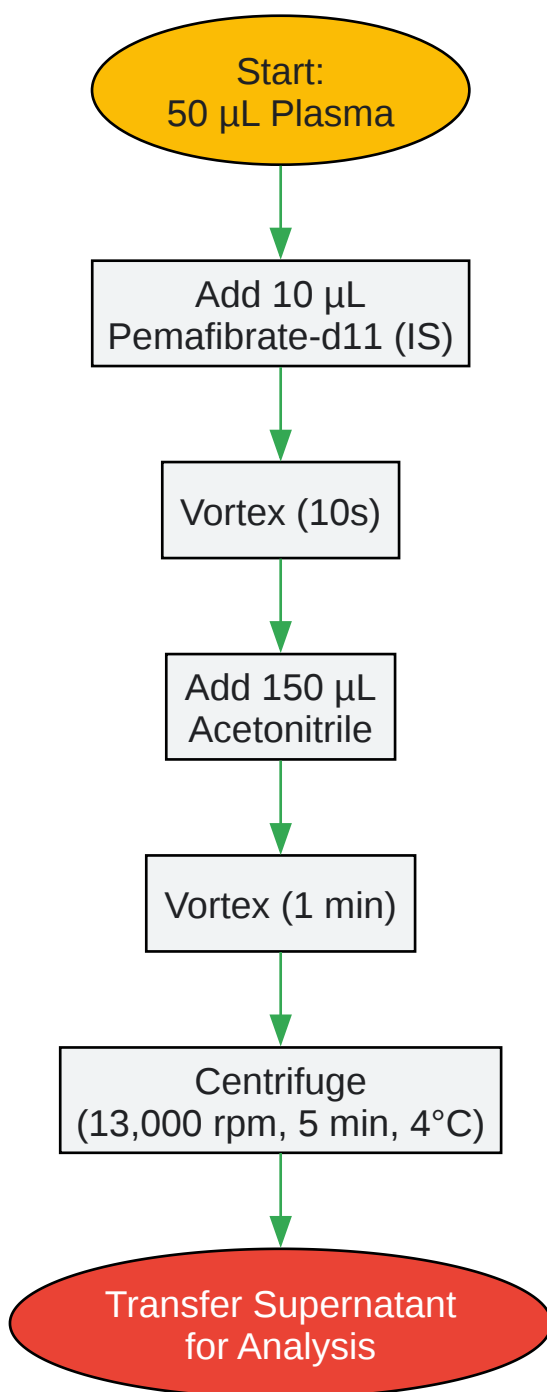 Start:
50 µL Plasma
Add 10 µL
Pemafibrate-d11 (IS)
Vortex (10s)
Add 150 µL
Acetonitrile
Vortex (1 min)
Centrifuge
(13,000 rpm, 5 min, 4°C)
Transfer Supernatant
for Analysis